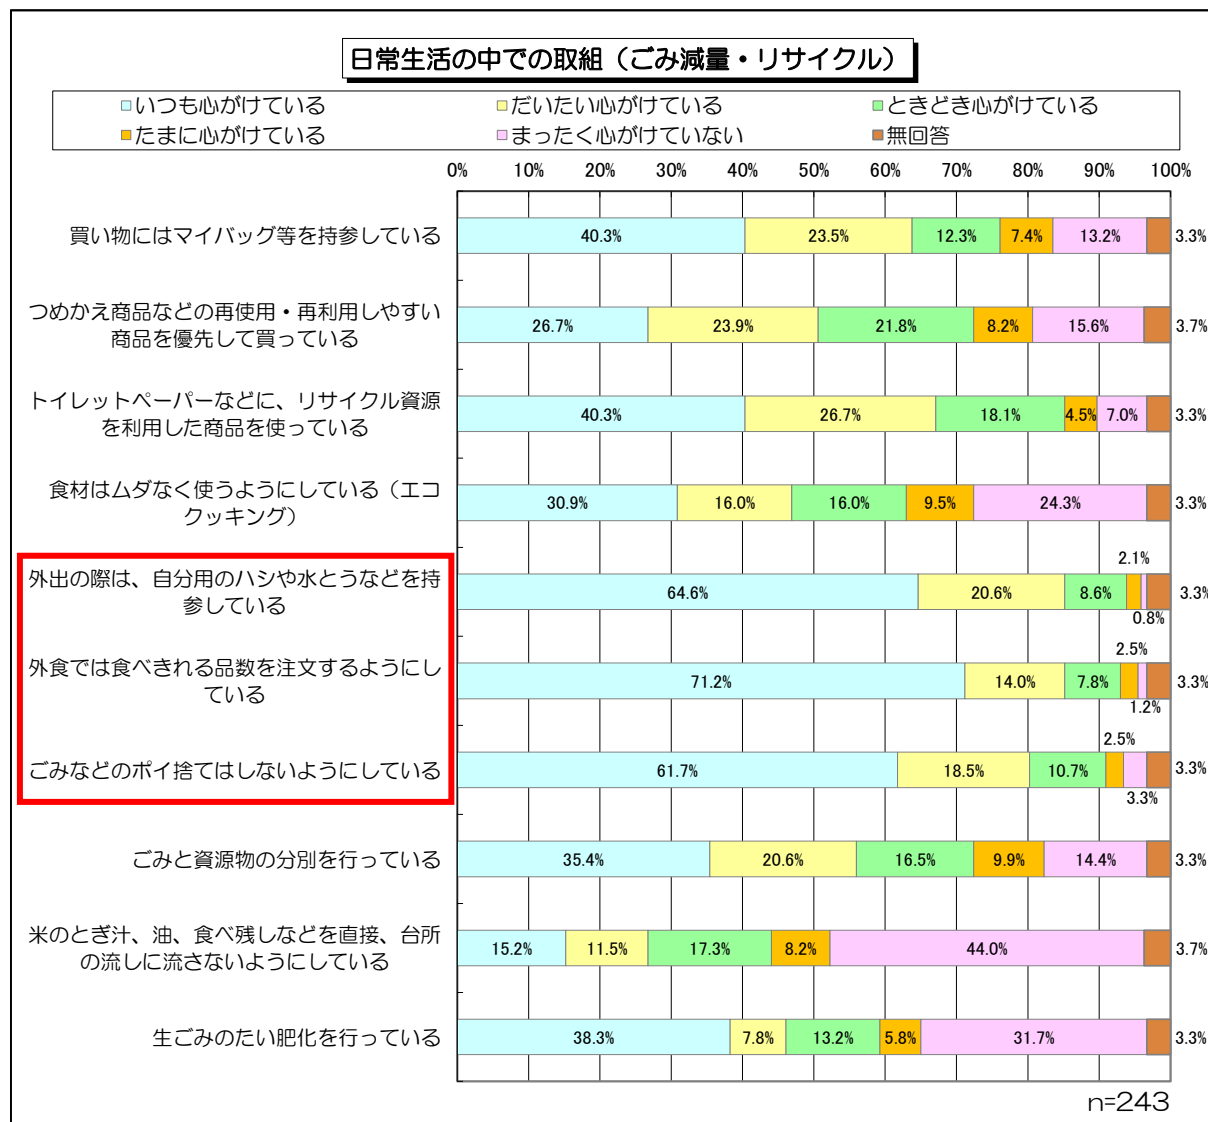 日常生活の中での取組（ごみ減量・リサイクル）
いつも心がけている だいたい心がけている ときどき心がけている
たまに心がけている まったく心がけていない 無回答
0% 10% 20% 30% 40% 50% 60% 70% 80% 90% 100%
買い物にはマイバッグ等を持参している
40.3% 23.5% 12.3% 7.4% 13.2% 3.3%
つめかえ商品などの再使用・再利用しやすい
商品を優先して買っている
26.7% 23.9% 21.8% 8.2% 15.6% 3.7%
トイレットペーパーなどに、リサイクル資源
を利用した商品を使っている
40.3% 26.7% 18.1% 4.5% 7.0% 3.3%
食材はムダなく使うようにしている（エコ
クッキング）
30.9% 16.0% 16.0% 9.5% 24.3% 3.3%
外出の際は、自分用のハシや水とうなどを持
参している
64.6% 20.6% 8.6% 2.1% 0.8% 3.3%
外食では食べきれる品数を注文するようにし
ている
71.2% 14.0% 7.8% 2.5% 1.2% 3.3%
ごみなどのポイ捨てはしないようにしている
61.7% 18.5% 10.7% 2.5% 3.3% 3.3%
ごみと資源物の分別を行っている
35.4% 20.6% 16.5% 9.9% 14.4% 3.3%
米のとぎ汁、油、食べ残しなどを直接、台所
の流しに流さないようにしている
15.2% 11.5% 17.3% 8.2% 44.0% 3.7%
生ごみのたい肥化を行っている
38.3% 7.8% 13.2% 5.8% 31.7% 3.3%
n=243